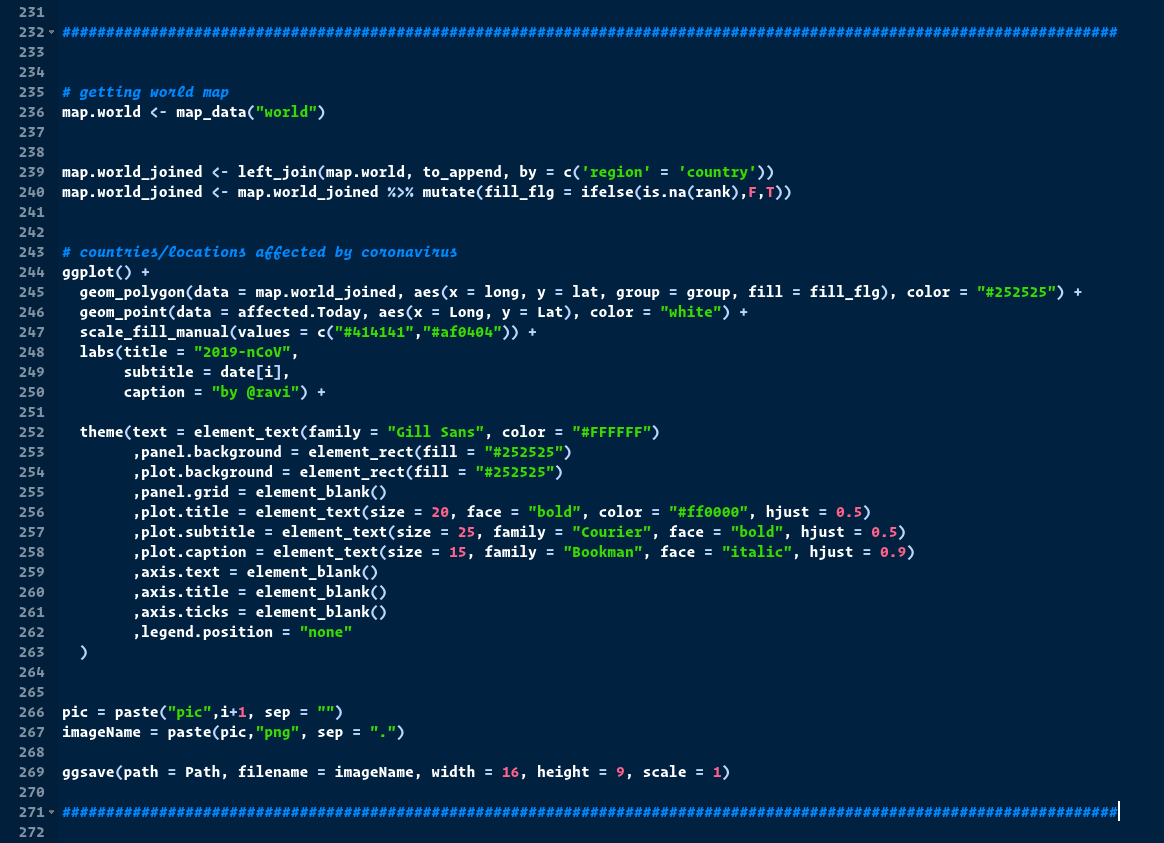 231
232 ########################################################################################################################
233
234
235 # getting world map
236 map.world <- map_data("world")
237
238
239 map.world_joined <- left_join(map.world, to_append, by = c('region' = 'country'))
240 map.world_joined <- map.world_joined %>% mutate(fill_flg = ifelse(is.na(rank),F,T))
241
242
243 # countries/locations affected by coronavirus
244 ggplot() +
245   geom_polygon(data = map.world_joined, aes(x = long, y = lat, group = group, fill = fill_flg), color = "#252525") +
246   geom_point(data = affected.Today, aes(x = Long, y = Lat), color = "white") +
247   scale_fill_manual(values = c("#414141","#af0404")) +
248   labs(title = "2019-nCoV",
249        subtitle = date[i],
250        caption = "by @ravi") +
251
252   theme(text = element_text(family = "Gill Sans", color = "#FFFFFF")
253         ,panel.background = element_rect(fill = "#252525")
254         ,plot.background = element_rect(fill = "#252525")
255         ,panel.grid = element_blank()
256         ,plot.title = element_text(size = 20, face = "bold", color = "#ff0000", hjust = 0.5)
257         ,plot.subtitle = element_text(size = 25, family = "Courier", face = "bold", hjust = 0.5)
258         ,plot.caption = element_text(size = 15, family = "Bookman", face = "italic", hjust = 0.9)
259         ,axis.text = element_blank()
260         ,axis.title = element_blank()
261         ,axis.ticks = element_blank()
262         ,legend.position = "none"
263   )
264
265
266 pic = paste("pic",i+1, sep = "")
267 imageName = paste(pic,"png", sep = ".")
268
269 ggsave(path = Path, filename = imageName, width = 16, height = 9, scale = 1)
270
271 ########################################################################################################################
272